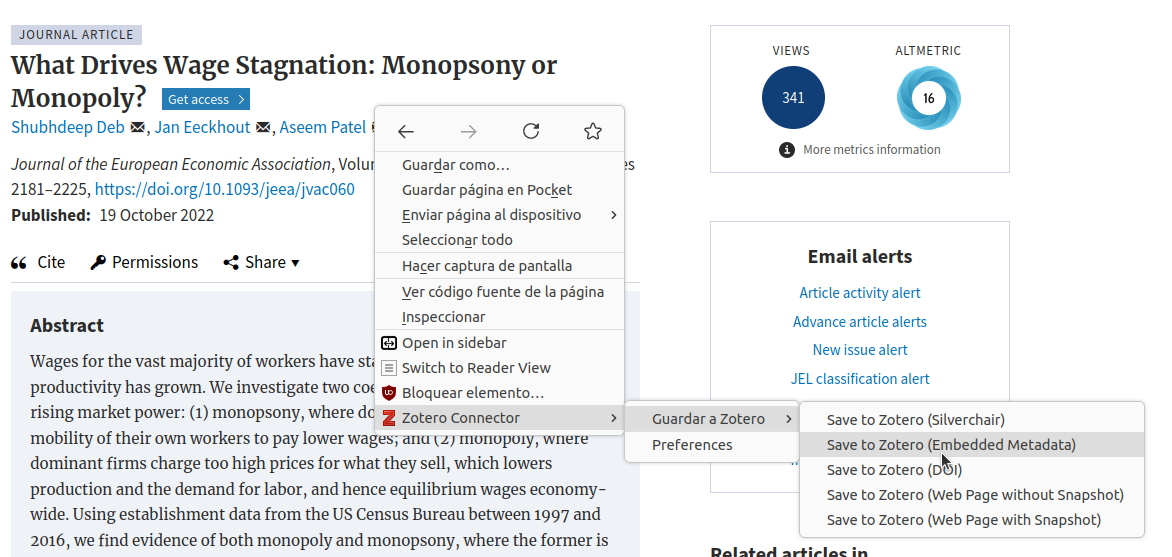 JOURNAL ARTICLE
What Drives Wage Stagnation: Monopsony or
Monopoly? Get access >
Shubhdeep Deb, Jan Eeckhout, Aseem Patel
Journal of the European Economic Association, es
2181–2225, https://doi.org/10.1093/jeea/jvac060
Published: 19 October 2022
Cite Permissions Share
Abstract
Wages for the vast majority of workers have
productivity has grown. We investigate two
rising market power: (1) monopsony, where
mobility of their own workers to pay lower wages; and (2) monopoly, where
dominant firms charge too high prices for what they sell, which lowers
production and the demand for labor, and hence equilibrium wages economy-
wide. Using establishment data from the US Census Bureau between 1997 and
2016, we find evidence of both monopoly and monopsony, where the former is
Guardar como…
Guardar página en Pocket
Enviar página al dispositivo >
Seleccionar todo
Hacer captura de pantalla
Ver código fuente de la página
Inspeccionar
Open in sidebar
Switch to Reader View
Bloquear elemento…
Zotero Connector >
Guardar a Zotero >
Preferences
Save to Zotero (Silverchair)
Save to Zotero (Embedded Metadata)
Save to Zotero (DOI)
Save to Zotero (Web Page without Snapshot)
Save to Zotero (Web Page with Snapshot)
VIEWS
341
ALTMETRIC
16
More metrics information
Email alerts
Article activity alert
Advance article alerts
New issue alert
JEL classification alert
Related articles in